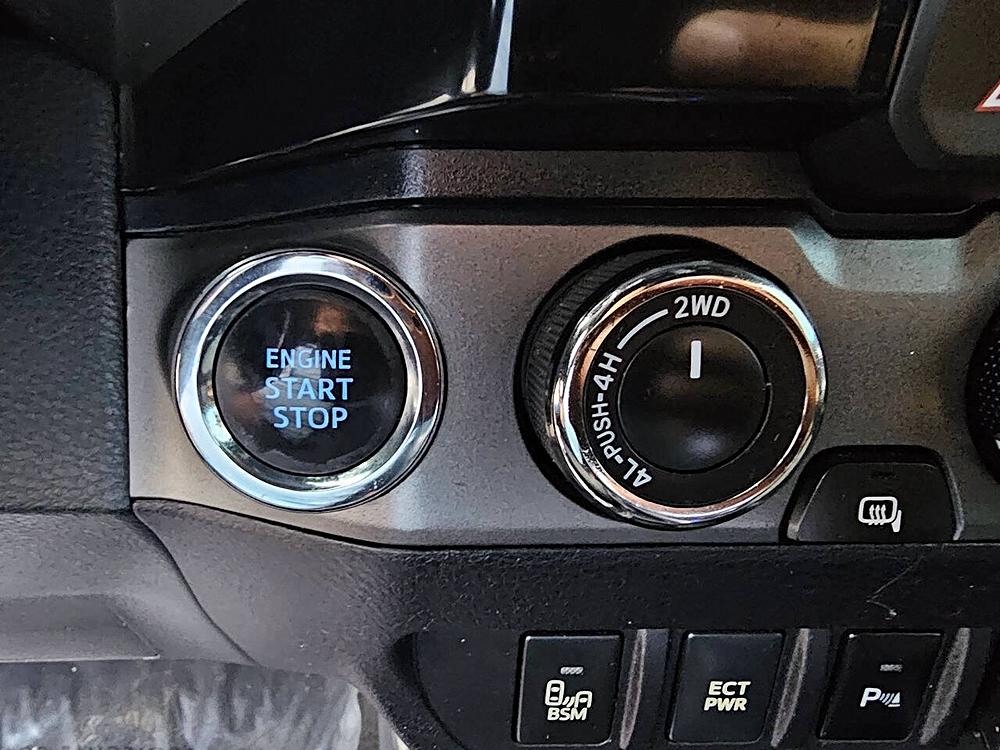 ENGINE
START
STOP
2WD
4L-PUSH-4H
BSM
ECT
PWR
P